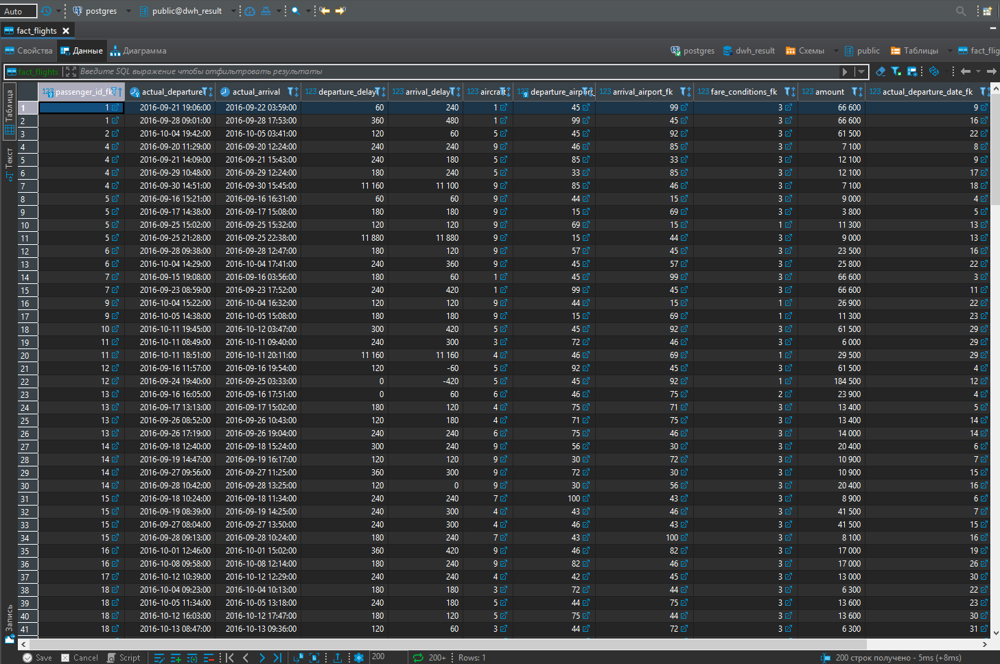 Auto postgres public@dwh_result
fact_flights
Свойства Данные Диаграмма postgres dwh_result Схемы public Таблицы fact_flig
fact_flights Введите SQL выражение чтобы отфильтровать результаты
passenger_id_fk actual_departure actual_arrival 123 departure_delay 123 arrival_delay 123 aircraft 123 departure_airport_ 123 arrival_airport_fk 123 fare_conditions_fk 123 amount 123 actual_departure_date_fk
1 1 2016-09-21 19:06:00 2016-09-22 03:59:00 60 240 1 45 99 3 66 600 9
2 1 2016-09-28 09:01:00 2016-09-28 17:53:00 360 480 1 99 45 3 66 600 16
3 2 2016-10-04 19:42:00 2016-10-05 03:41:00 120 60 5 45 92 3 61 500 22
4 4 2016-09-20 11:29:00 2016-09-20 12:24:00 240 240 9 46 85 3 7 100 8
5 4 2016-09-21 14:09:00 2016-09-21 15:43:00 240 180 5 85 33 3 12 100 9
6 4 2016-09-29 10:48:00 2016-09-29 12:24:00 180 240 5 33 85 3 12 100 17
7 4 2016-09-30 14:51:00 2016-09-30 15:45:00 11 160 11 100 9 85 46 3 7 100 18
8 5 2016-09-16 15:21:00 2016-09-16 16:31:00 60 60 9 44 15 3 9 000 4
9 5 2016-09-17 14:38:00 2016-09-17 15:08:00 180 180 9 15 69 3 3 800 5
10 5 2016-09-25 15:02:00 2016-09-25 15:32:00 120 120 9 69 15 1 11 300 13
11 5 2016-09-25 21:28:00 2016-09-25 22:38:00 11 880 11 880 9 15 44 3 9 000 13
12 6 2016-09-28 09:38:00 2016-09-28 12:47:00 180 120 9 57 45 3 23 500 16
13 6 2016-10-04 14:29:00 2016-10-04 17:41:00 240 360 9 45 57 3 25 800 22
14 7 2016-09-15 19:08:00 2016-09-16 03:56:00 180 60 1 45 99 3 66 600 3
15 7 2016-09-23 08:59:00 2016-09-23 17:52:00 240 420 1 99 45 3 66 600 11
16 9 2016-10-04 15:22:00 2016-10-04 16:32:00 120 120 9 44 15 1 26 900 22
17 9 2016-10-05 14:38:00 2016-10-05 15:08:00 180 180 9 15 69 1 11 300 23
18 10 2016-10-11 19:45:00 2016-10-12 03:47:00 300 420 5 45 92 3 61 500 29
19 11 2016-10-11 08:49:00 2016-10-11 09:40:00 240 300 3 72 46 3 6 000 29
20 11 2016-10-11 18:51:00 2016-10-11 20:11:00 11 160 11 160 4 46 69 1 29 500 29
21 12 2016-09-16 11:57:00 2016-09-16 19:54:00 120 -60 5 92 45 3 61 500 4
22 12 2016-09-24 19:40:00 2016-09-25 03:33:00 0 -420 5 45 92 1 184 500 12
23 13 2016-09-16 16:05:00 2016-09-16 17:51:00 0 60 6 46 75 2 23 900 4
24 13 2016-09-17 13:13:00 2016-09-17 15:02:00 180 120 4 75 71 3 13 400 5
25 13 2016-09-26 08:52:00 2016-09-26 10:43:00 120 180 4 71 75 3 13 400 14
26 13 2016-09-26 17:19:00 2016-09-26 19:04:00 240 240 6 75 46 3 14 000 14
27 14 2016-09-18 12:40:00 2016-09-18 15:24:00 300 240 9 56 30 3 20 400 6
28 14 2016-09-19 14:47:00 2016-09-19 16:17:00 120 120 9 30 72 3 10 900 7
29 14 2016-09-27 09:56:00 2016-09-27 11:25:00 360 300 9 72 30 3 10 900 15
30 14 2016-09-28 10:42:00 2016-09-28 13:25:00 120 0 9 30 56 3 20 400 16
31 15 2016-09-18 10:24:00 2016-09-18 11:34:00 240 240 7 100 43 3 8 900 6
32 15 2016-09-19 08:39:00 2016-09-19 14:25:00 240 300 4 43 46 3 41 500 7
33 15 2016-09-27 08:04:00 2016-09-27 13:50:00 240 300 4 46 43 3 41 500 15
34 15 2016-09-28 09:13:00 2016-09-28 10:24:00 180 240 7 43 100 3 8 100 16
35 16 2016-10-01 12:46:00 2016-10-01 15:02:00 360 420 9 46 82 3 17 000 19
36 16 2016-10-08 09:58:00 2016-10-08 12:14:00 180 240 9 82 46 3 17 000 26
37 17 2016-10-12 10:39:00 2016-10-12 12:29:00 240 240 4 42 45 3 13 000 30
38 18 2016-10-04 09:23:00 2016-10-04 10:13:00 180 180 3 72 44 3 6 300 22
39 18 2016-10-05 11:34:00 2016-10-05 13:18:00 240 180 5 44 75 3 13 600 23
40 18 2016-10-12 16:03:00 2016-10-12 17:47:00 180 120 5 75 44 3 13 600 30
41 18 2016-10-13 08:47:00 2016-10-13 09:36:00 120 60 3 44 72 3 6 300 31
Таблица
Текст
Запись
Save Cancel Script 200 200+ Rows: 1 200 строк получено - 5ms (+8ms)